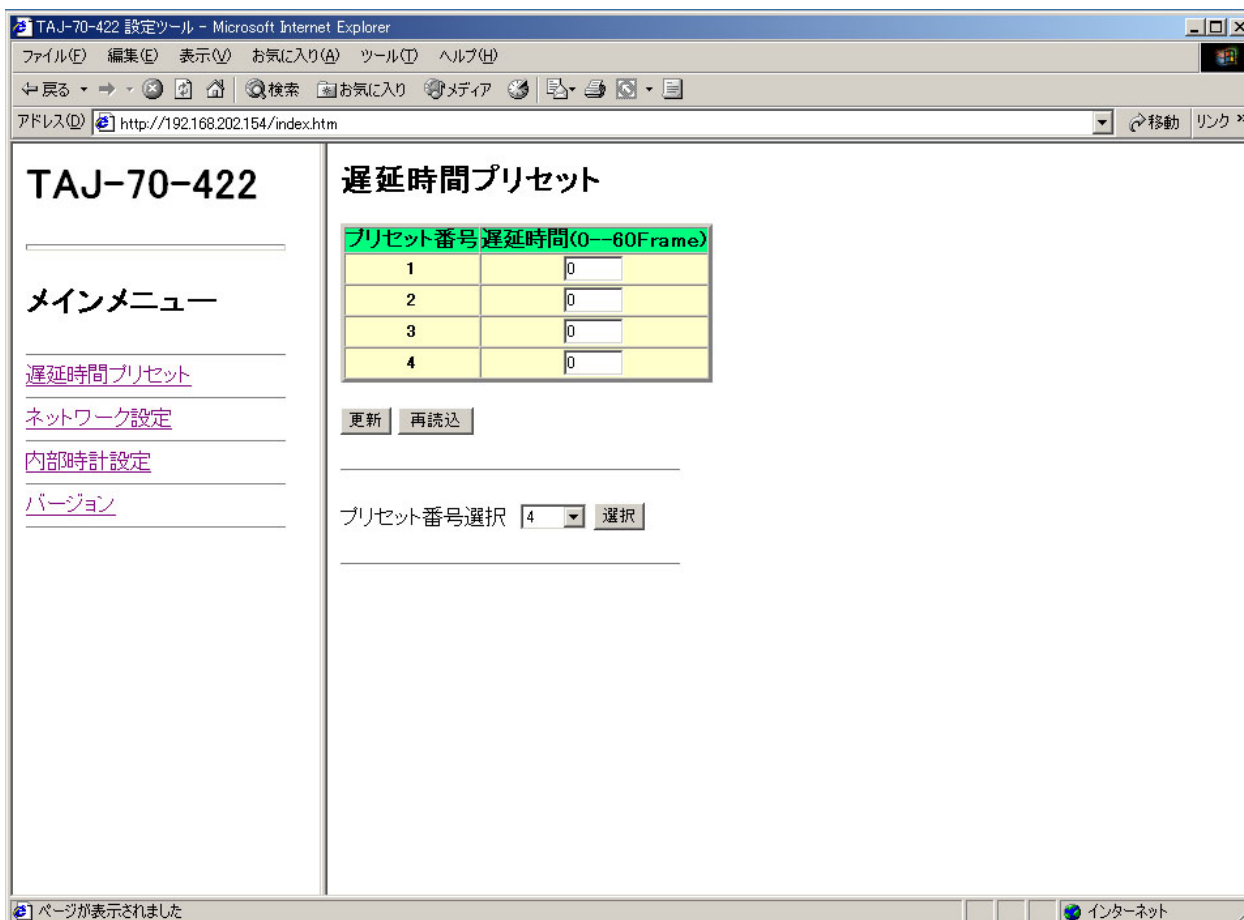 TAJ-70-422 設定ツール - Microsoft Internet Explorer
ファイル(F) 編集(E) 表示(V) お気に入り(A) ツール(T) ヘルプ(H)
戻る 検索 お気に入り メディア
アドレス(D) http://192.168.202.154/index.htm 移動 リンク »
TAJ-70-422
メインメニュー
遅延時間プリセット
ネットワーク設定
内部時計設定
バージョン
遅延時間プリセット
プリセット番号 遅延時間(0--60Frame)
1 0
2 0
3 0
4 0
更新 再読込
プリセット番号選択 4 選択
ページが表示されました インターネット